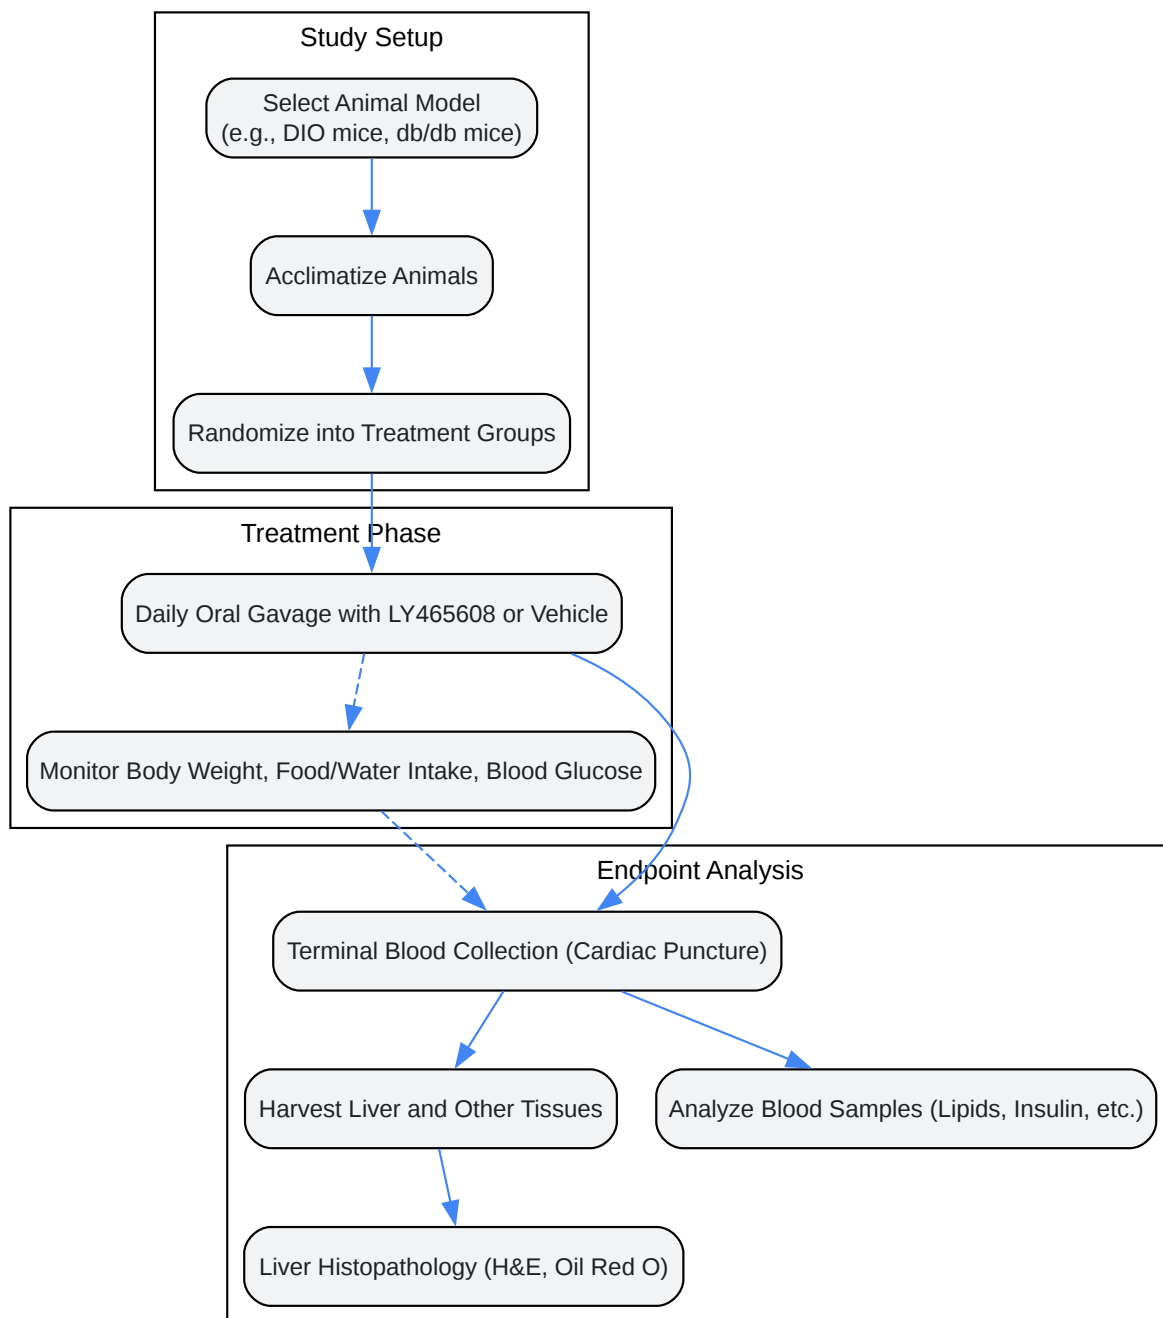 Study Setup
Select Animal Model
(e.g., DIO mice, db/db mice)
Acclimatize Animals
Randomize into Treatment Groups
Treatment Phase
Daily Oral Gavage with LY465608 or Vehicle
Monitor Body Weight, Food/Water Intake, Blood Glucose
Endpoint Analysis
Terminal Blood Collection (Cardiac Puncture)
Harvest Liver and Other Tissues
Analyze Blood Samples (Lipids, Insulin, etc.)
Liver Histopathology (H&E, Oil Red O)